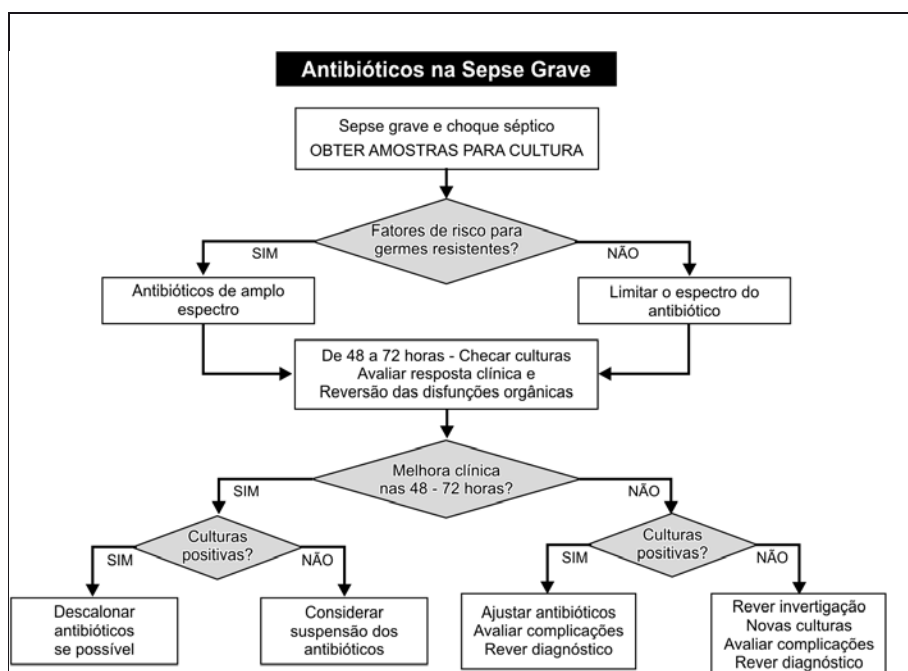 Antibióticos na Sepse Grave
Sepse grave e choque séptico
OBTER AMOSTRAS PARA CULTURA
Fatores de risco para
germes resistentes?
SIM
NÃO
Antibióticos de amplo
espectro
Limitar o espectro do
antibiótico
De 48 a 72 horas - Checar culturas
Avaliar resposta clínica e
Reversão das disfunções orgânicas
Melhora clínica
nas 48 - 72 horas?
SIM
NÃO
Culturas
positivas?
SIM
NÃO
Culturas
positivas?
SIM
NÃO
Descalonar
antibióticos
se possível
Considerar
suspensão dos
antibióticos
Ajustar antibióticos
Avaliar complicações
Rever diagnóstico
Rever invertigação
Novas culturas
Avaliar complicações
Rever diagnóstico